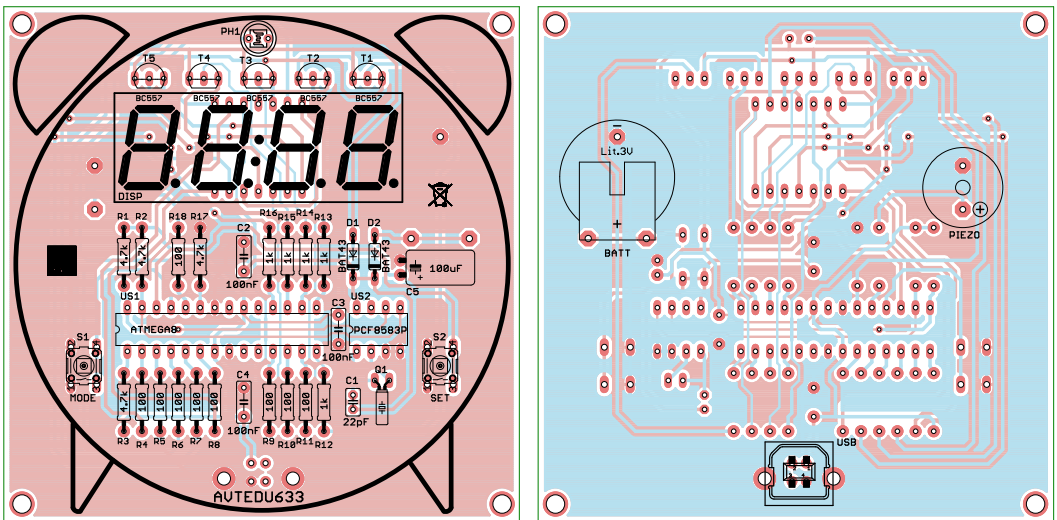 PH1
T5 T4 T3 T2 T1
BC557 BC557 BC557 BC557 BC557
DISP
R1 R2 R18 R17 C2 R16 R15 R14 R13 D1 D2
4.7k 4.7k 100 4.7k 100nF 1k 1k 1k 1k BAT43 BAT43
100uF
+
C5
US1 C3 US2
ATMEGA8 PCF8583P
100nF
S1 S2
MODE SET
C4 C1 Q1
4.7k 100 100 100 100 100 100 100 100 1k
100nF 22pF
R3 R4 R5 R6 R7 R8 R9 R10 R11 R12
AVTEDU633
-
Lit.3V
+
BATT
+
PIEZO
USB